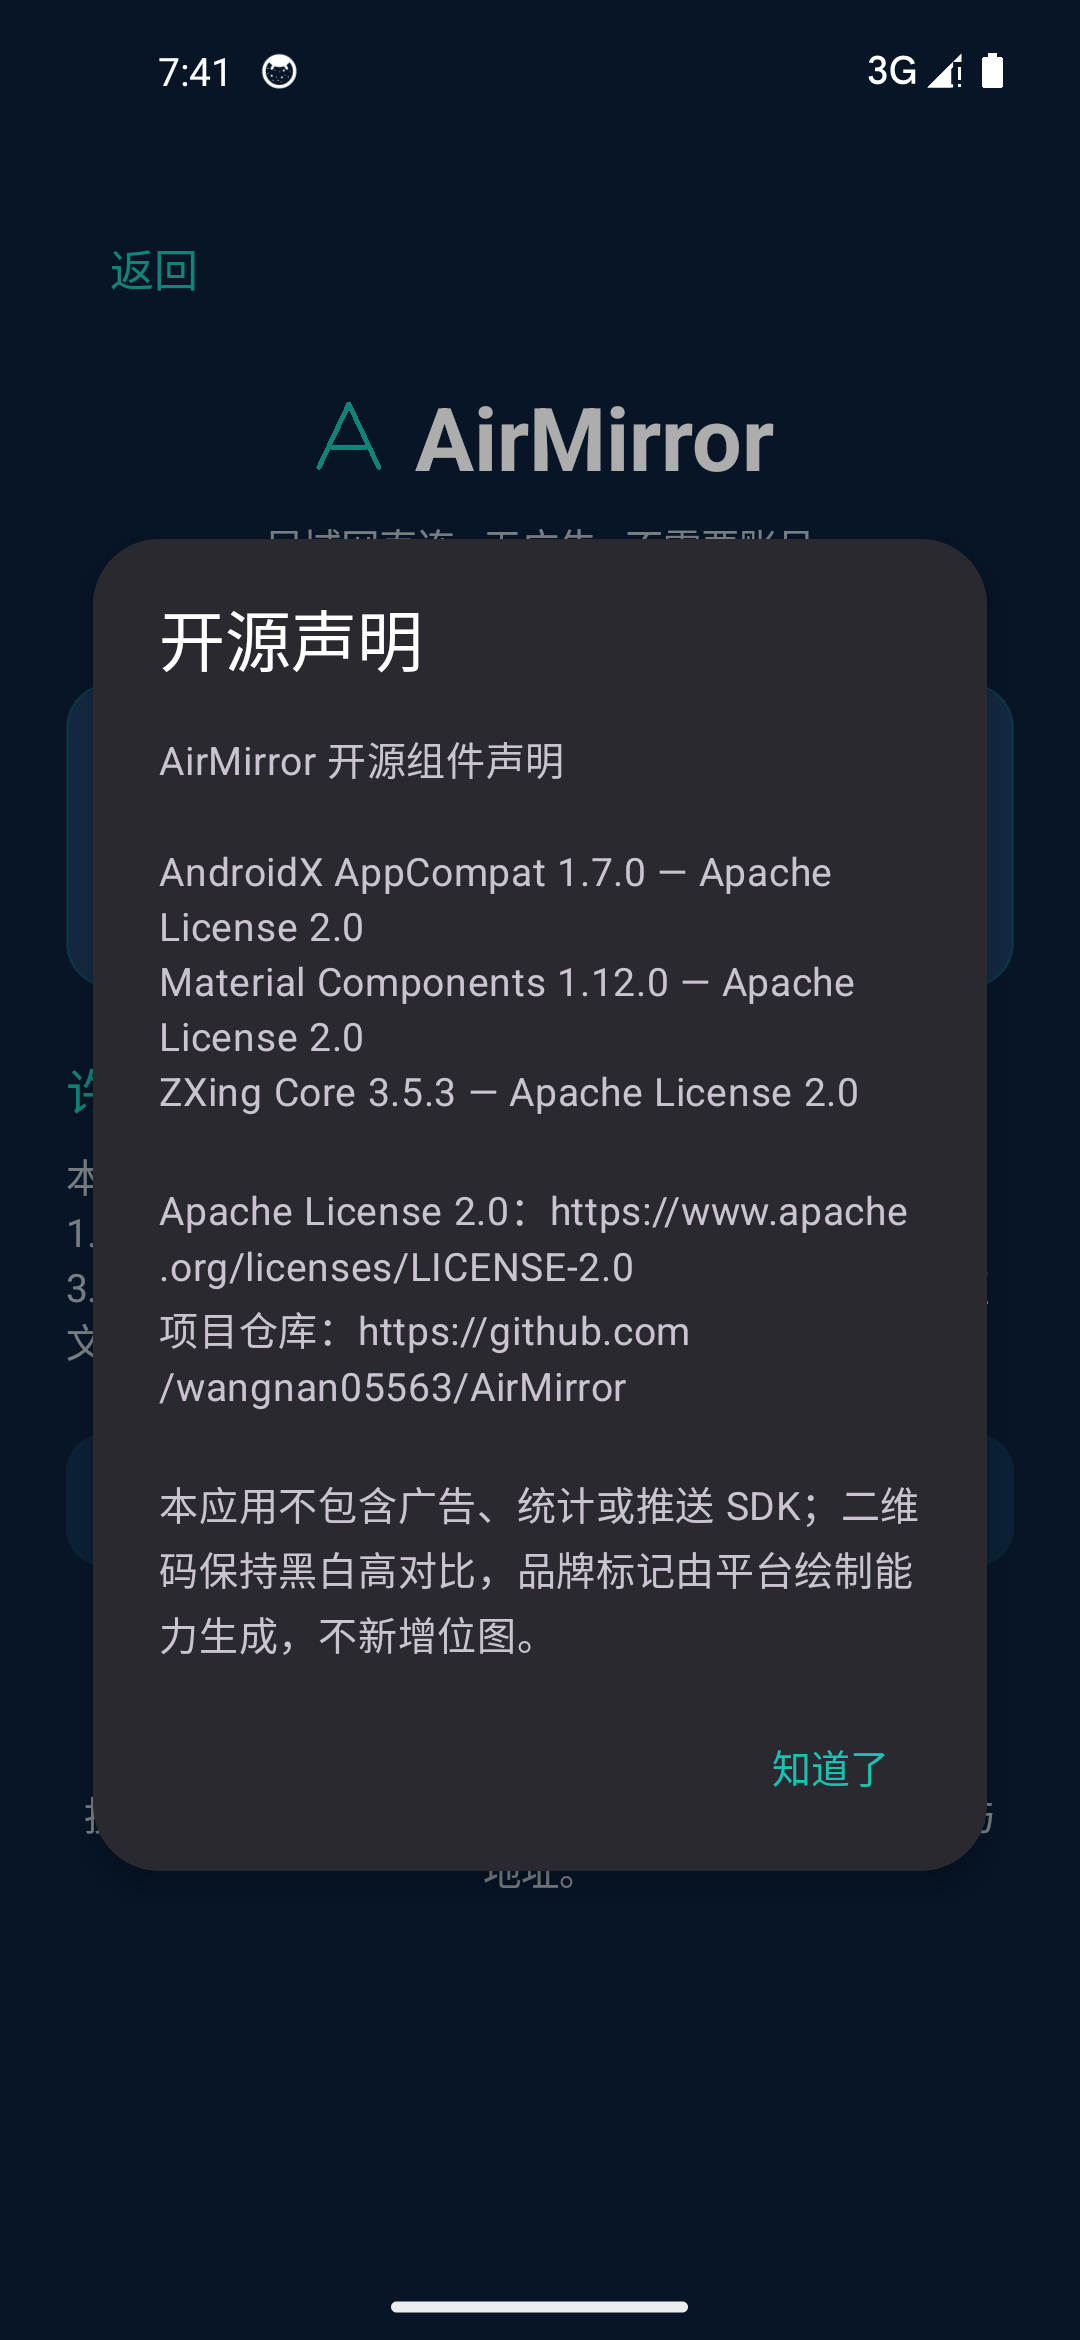 7:41
3G
返回
AirMirror
开源声明
AirMirror 开源组件声明
AndroidX AppCompat 1.7.0 — Apache
License 2.0
Material Components 1.12.0 — Apache
License 2.0
ZXing Core 3.5.3 — Apache License 2.0
Apache License 2.0：https://www.apache
.org/licenses/LICENSE-2.0
项目仓库：https://github.com
/wangnan05563/AirMirror
本应用不包含广告、统计或推送 SDK；二维
码保持黑白高对比，品牌标记由平台绘制能
力生成，不新增位图。
知道了
地址。